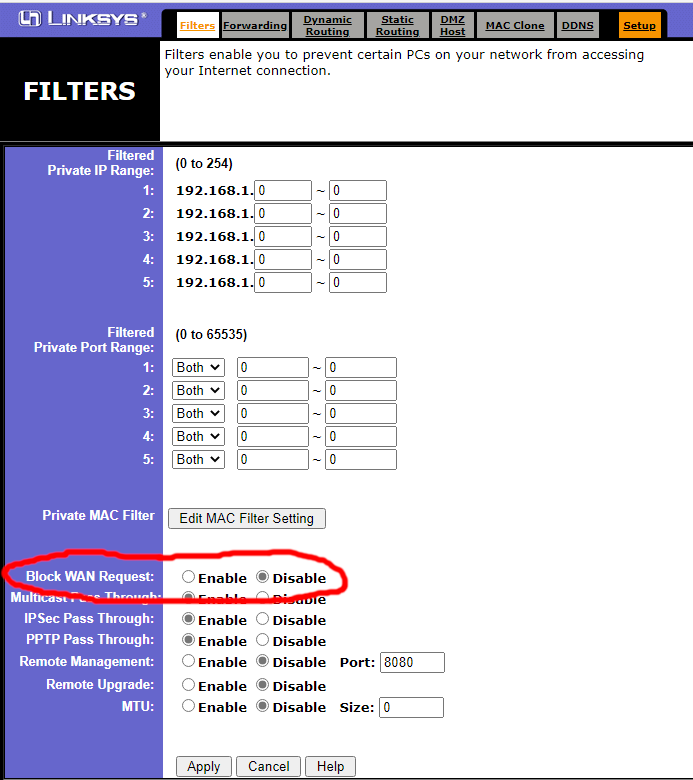 LINKSYS®
Filters Forwarding Dynamic Routing Static Routing DMZ Host MAC Clone DDNS Setup
FILTERS
Filters enable you to prevent certain PCs on your network from accessing
your Internet connection.
Filtered
Private IP Range: (0 to 254)
1: 192.168.1. 0 ~ 0
2: 192.168.1. 0 ~ 0
3: 192.168.1. 0 ~ 0
4: 192.168.1. 0 ~ 0
5: 192.168.1. 0 ~ 0
Filtered
Private Port Range: (0 to 65535)
1: Both 0 ~ 0
2: Both 0 ~ 0
3: Both 0 ~ 0
4: Both 0 ~ 0
5: Both 0 ~ 0
Private MAC Filter Edit MAC Filter Setting
Block WAN Request: Enable Disable
Multicast Pass Through: Enable Disable
IPSec Pass Through: Enable Disable
PPTP Pass Through: Enable Disable
Remote Management: Enable Disable Port: 8080
Remote Upgrade: Enable Disable
MTU: Enable Disable Size: 0
Apply Cancel Help